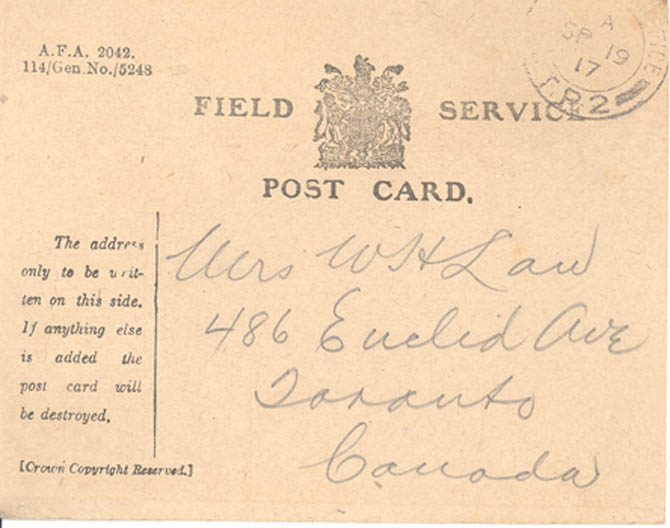 A.F.A. 2042.
114/Gen.No./5248
FIELD SERVICE
POST CARD.
A
SP 19
17
T.P.2
The address
only to be writ-
ten on this side.
If anything else
is added the
post card will
be destroyed.
[Crown Copyright Reserved.]
Mrs W H Law
486 Euclid Ave
Toronto
Canada